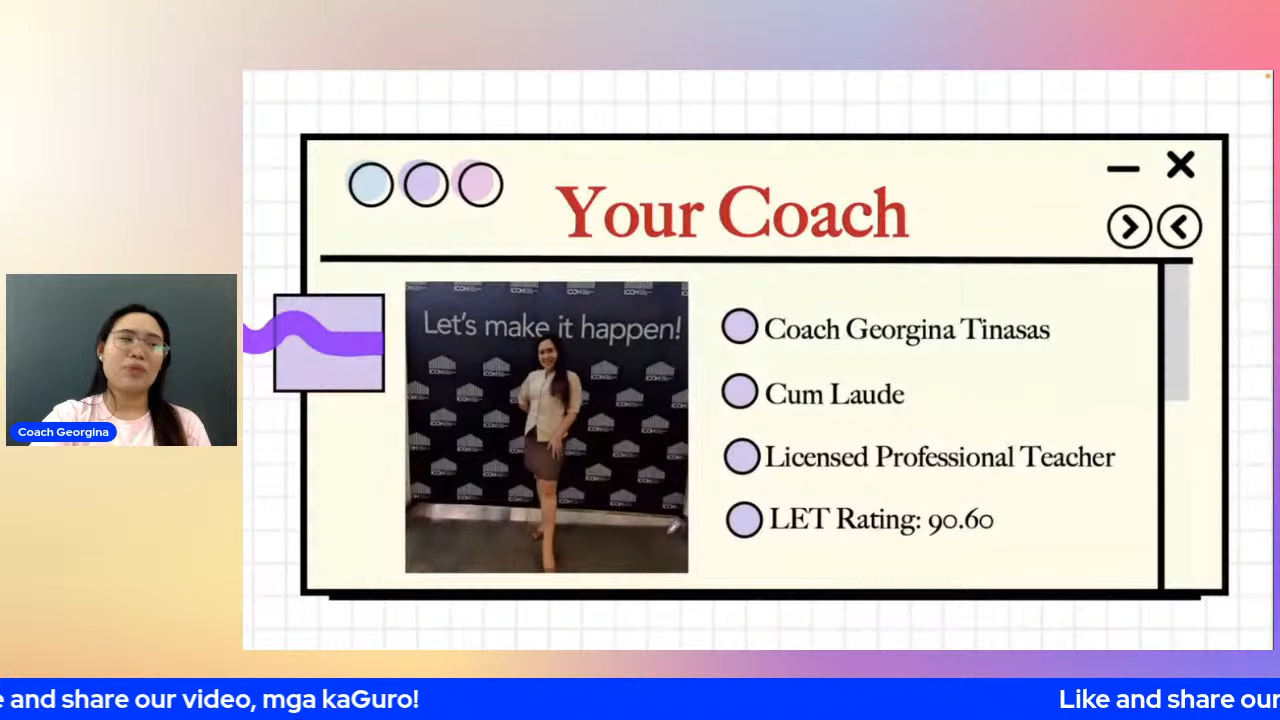 Your Coach
Let's make it happen!
ICON
Coach Georgina Tinasas
Cum Laude
Licensed Professional Teacher
LET Rating: 90.60
Coach Georgina
e and share our video, mga kaGuro!
Like and share our